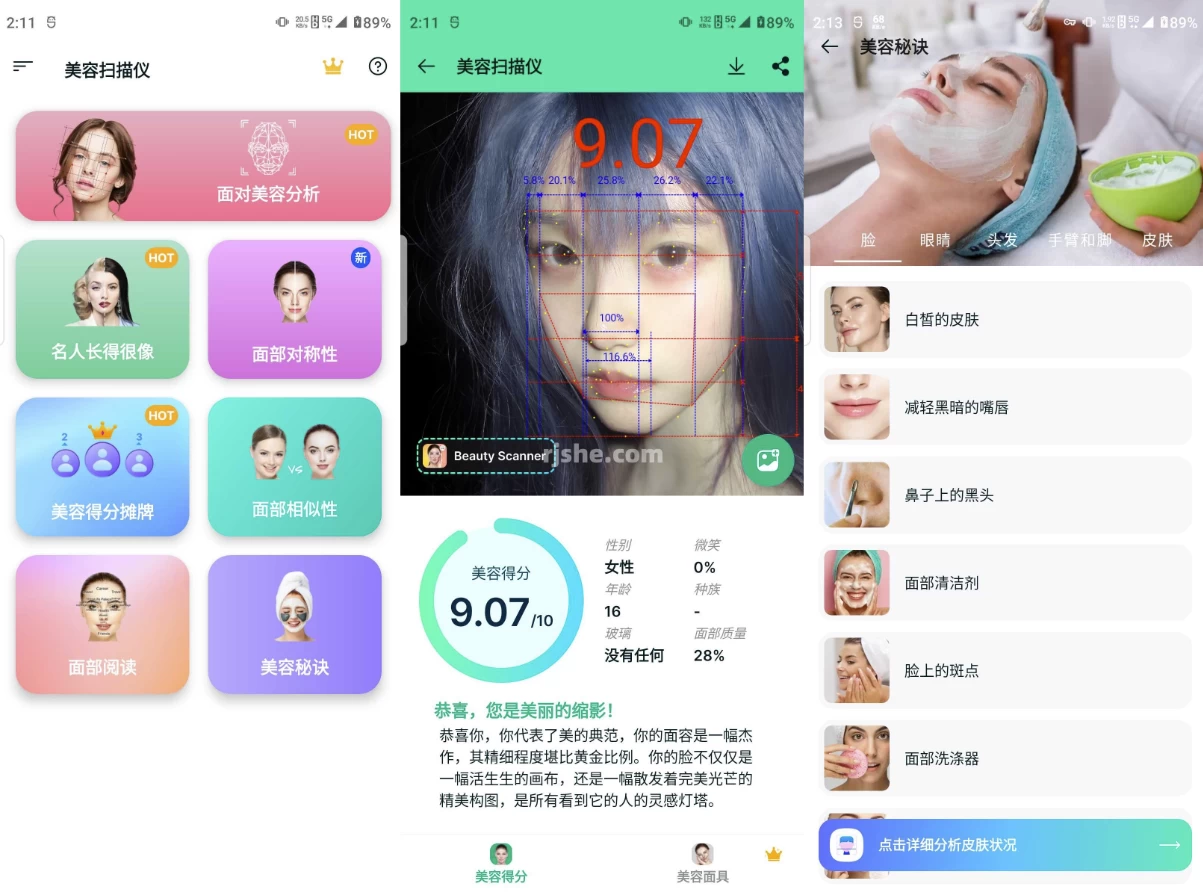 2:11
20.5
KB/s
5G
89%
美容扫描仪
HOT
面对美容分析
HOT
名人长得很像
新
面部对称性
HOT
2
3
美容得分摊牌
VS
面部相似性
面部阅读
美容秘诀
2:11
132
KB/s
5G
89%
美容扫描仪
9.07
5.8% 20.1% 25.8% 26.2% 22.1%
100%
116.6%
Beauty Scanner
rjshe.com
美容得分
9.07/10
性别
微笑
女性
0%
年龄
种族
16
-
玻璃
面部质量
没有任何
28%
恭喜，您是美丽的缩影！
恭喜你，你代表了美的典范，你的面容是一幅杰
作，其精细程度堪比黄金比例。你的脸不仅仅是
一幅活生生的画布，还是一幅散发着完美光芒的
精美构图，是所有看到它的人的灵感灯塔。
美容得分
美容面具
2:13
68
KB/s
1.92
KB/s
5G
89%
美容秘诀
脸
眼睛
头发
手臂和脚
皮肤
白皙的皮肤
减轻黑暗的嘴唇
鼻子上的黑头
面部清洁剂
脸上的斑点
面部洗涤器
点击详细分析皮肤状况